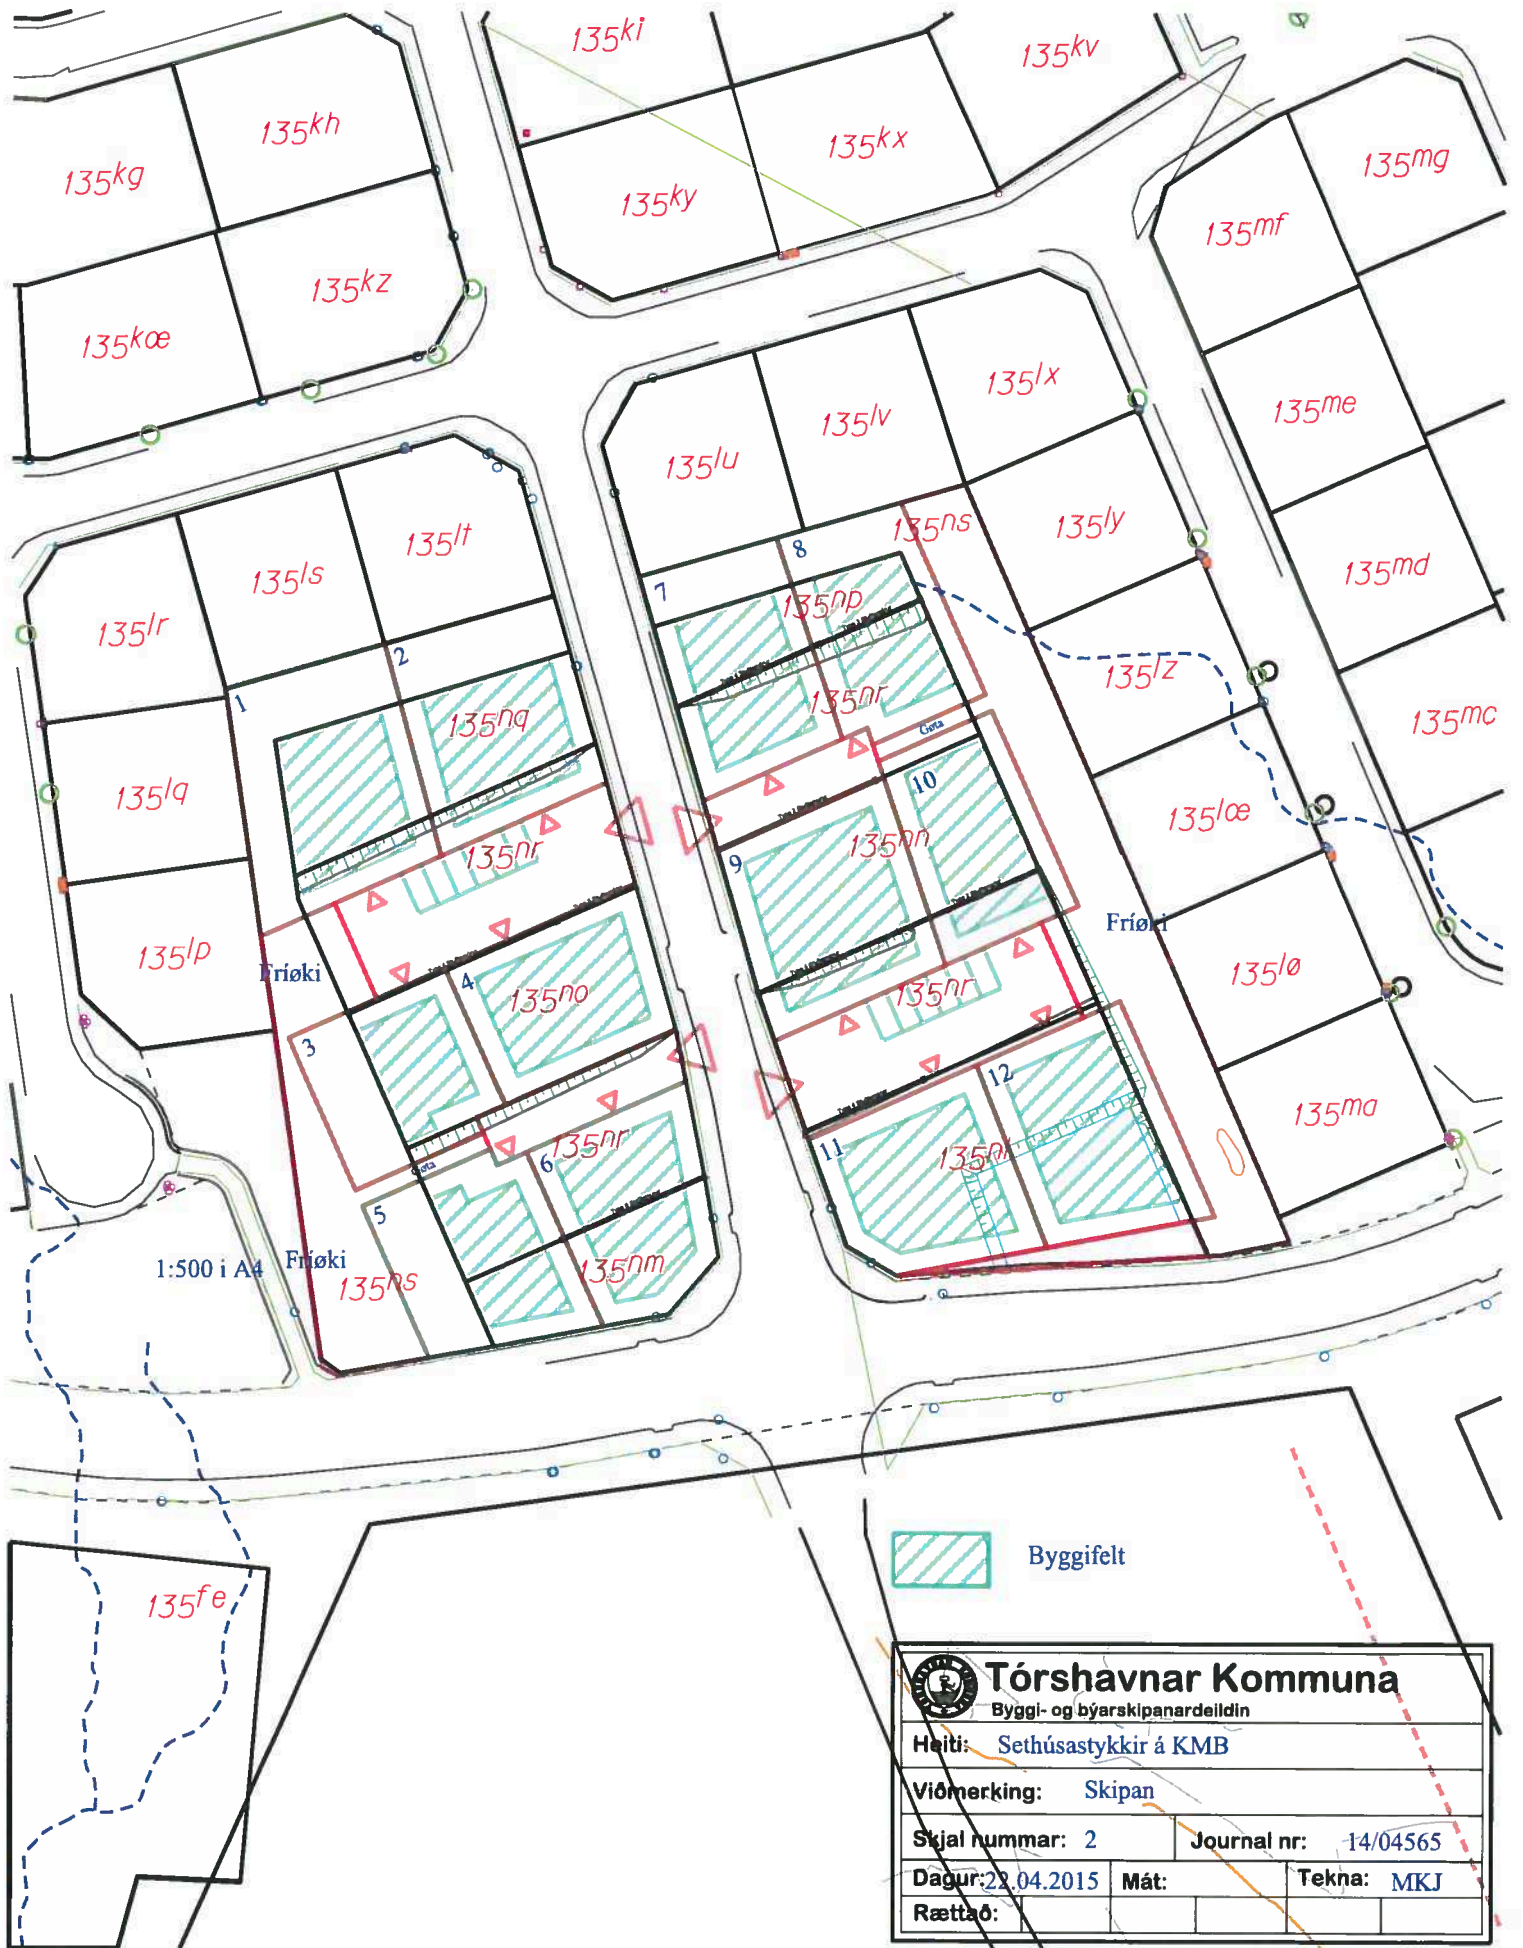 135ki
135kv
135kh
135kx
135kg
135ky
135mg
135mf
135kz
135kœ
135lx
135lv
135me
135lu
135lt
135ns
135ly
135ls
8
135md
7
135np
135lr
2
135lz
135nr
1
135nq
Gøta
135mc
10
135lq
135lœ
135nr
135nn
9
Fríøki
135lp
Fríøki
4
135no
135nr
135lø
3
12
135ma
11
135nr
6
135nr
Gøta
5
1:500 i A4
Fríøki
135ns
135nm
Byggifelt
135fe
Tórshavnar Kommuna
Byggi- og býarskipanardeildin
Heiti: Sethúsastykkir á KMB
Viðmerking: Skipan
Skjal nummar: 2 Journal nr: 14/04565
Dagur: 22.04.2015 Mát: Tekna: MKJ
Rættað: